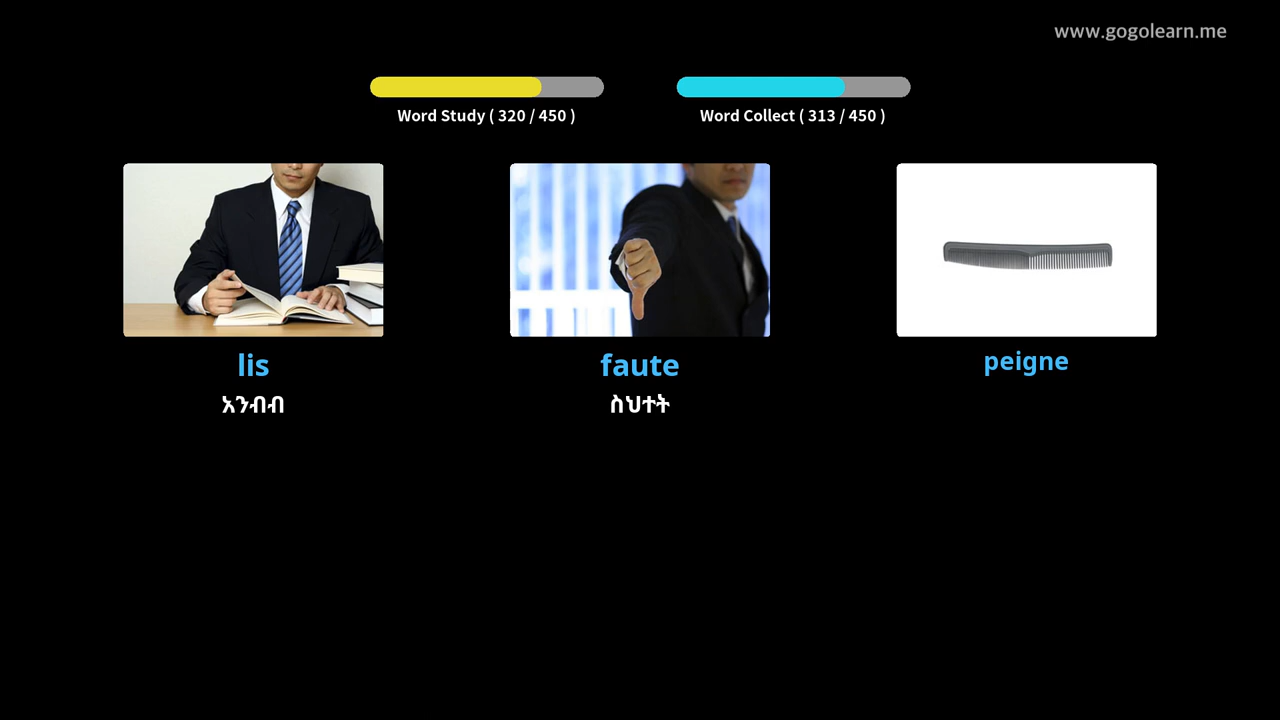 www.gogolearn.me
Word Study ( 320 / 450 )
Word Collect ( 313 / 450 )
lis
አንብብ
faute
ስህተት
peigne